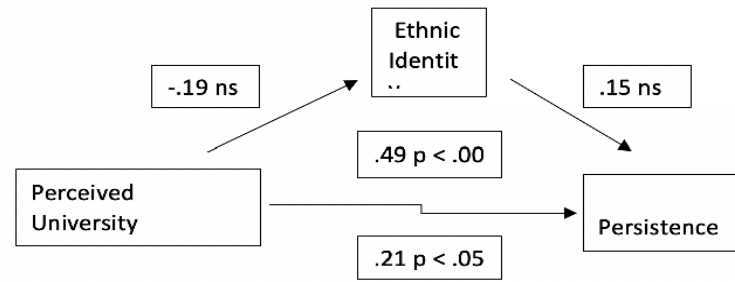 Ethnic
Identit
-.19 ns
.15 ns
.49 p < .00
Perceived
University
Persistence
.21 p < .05